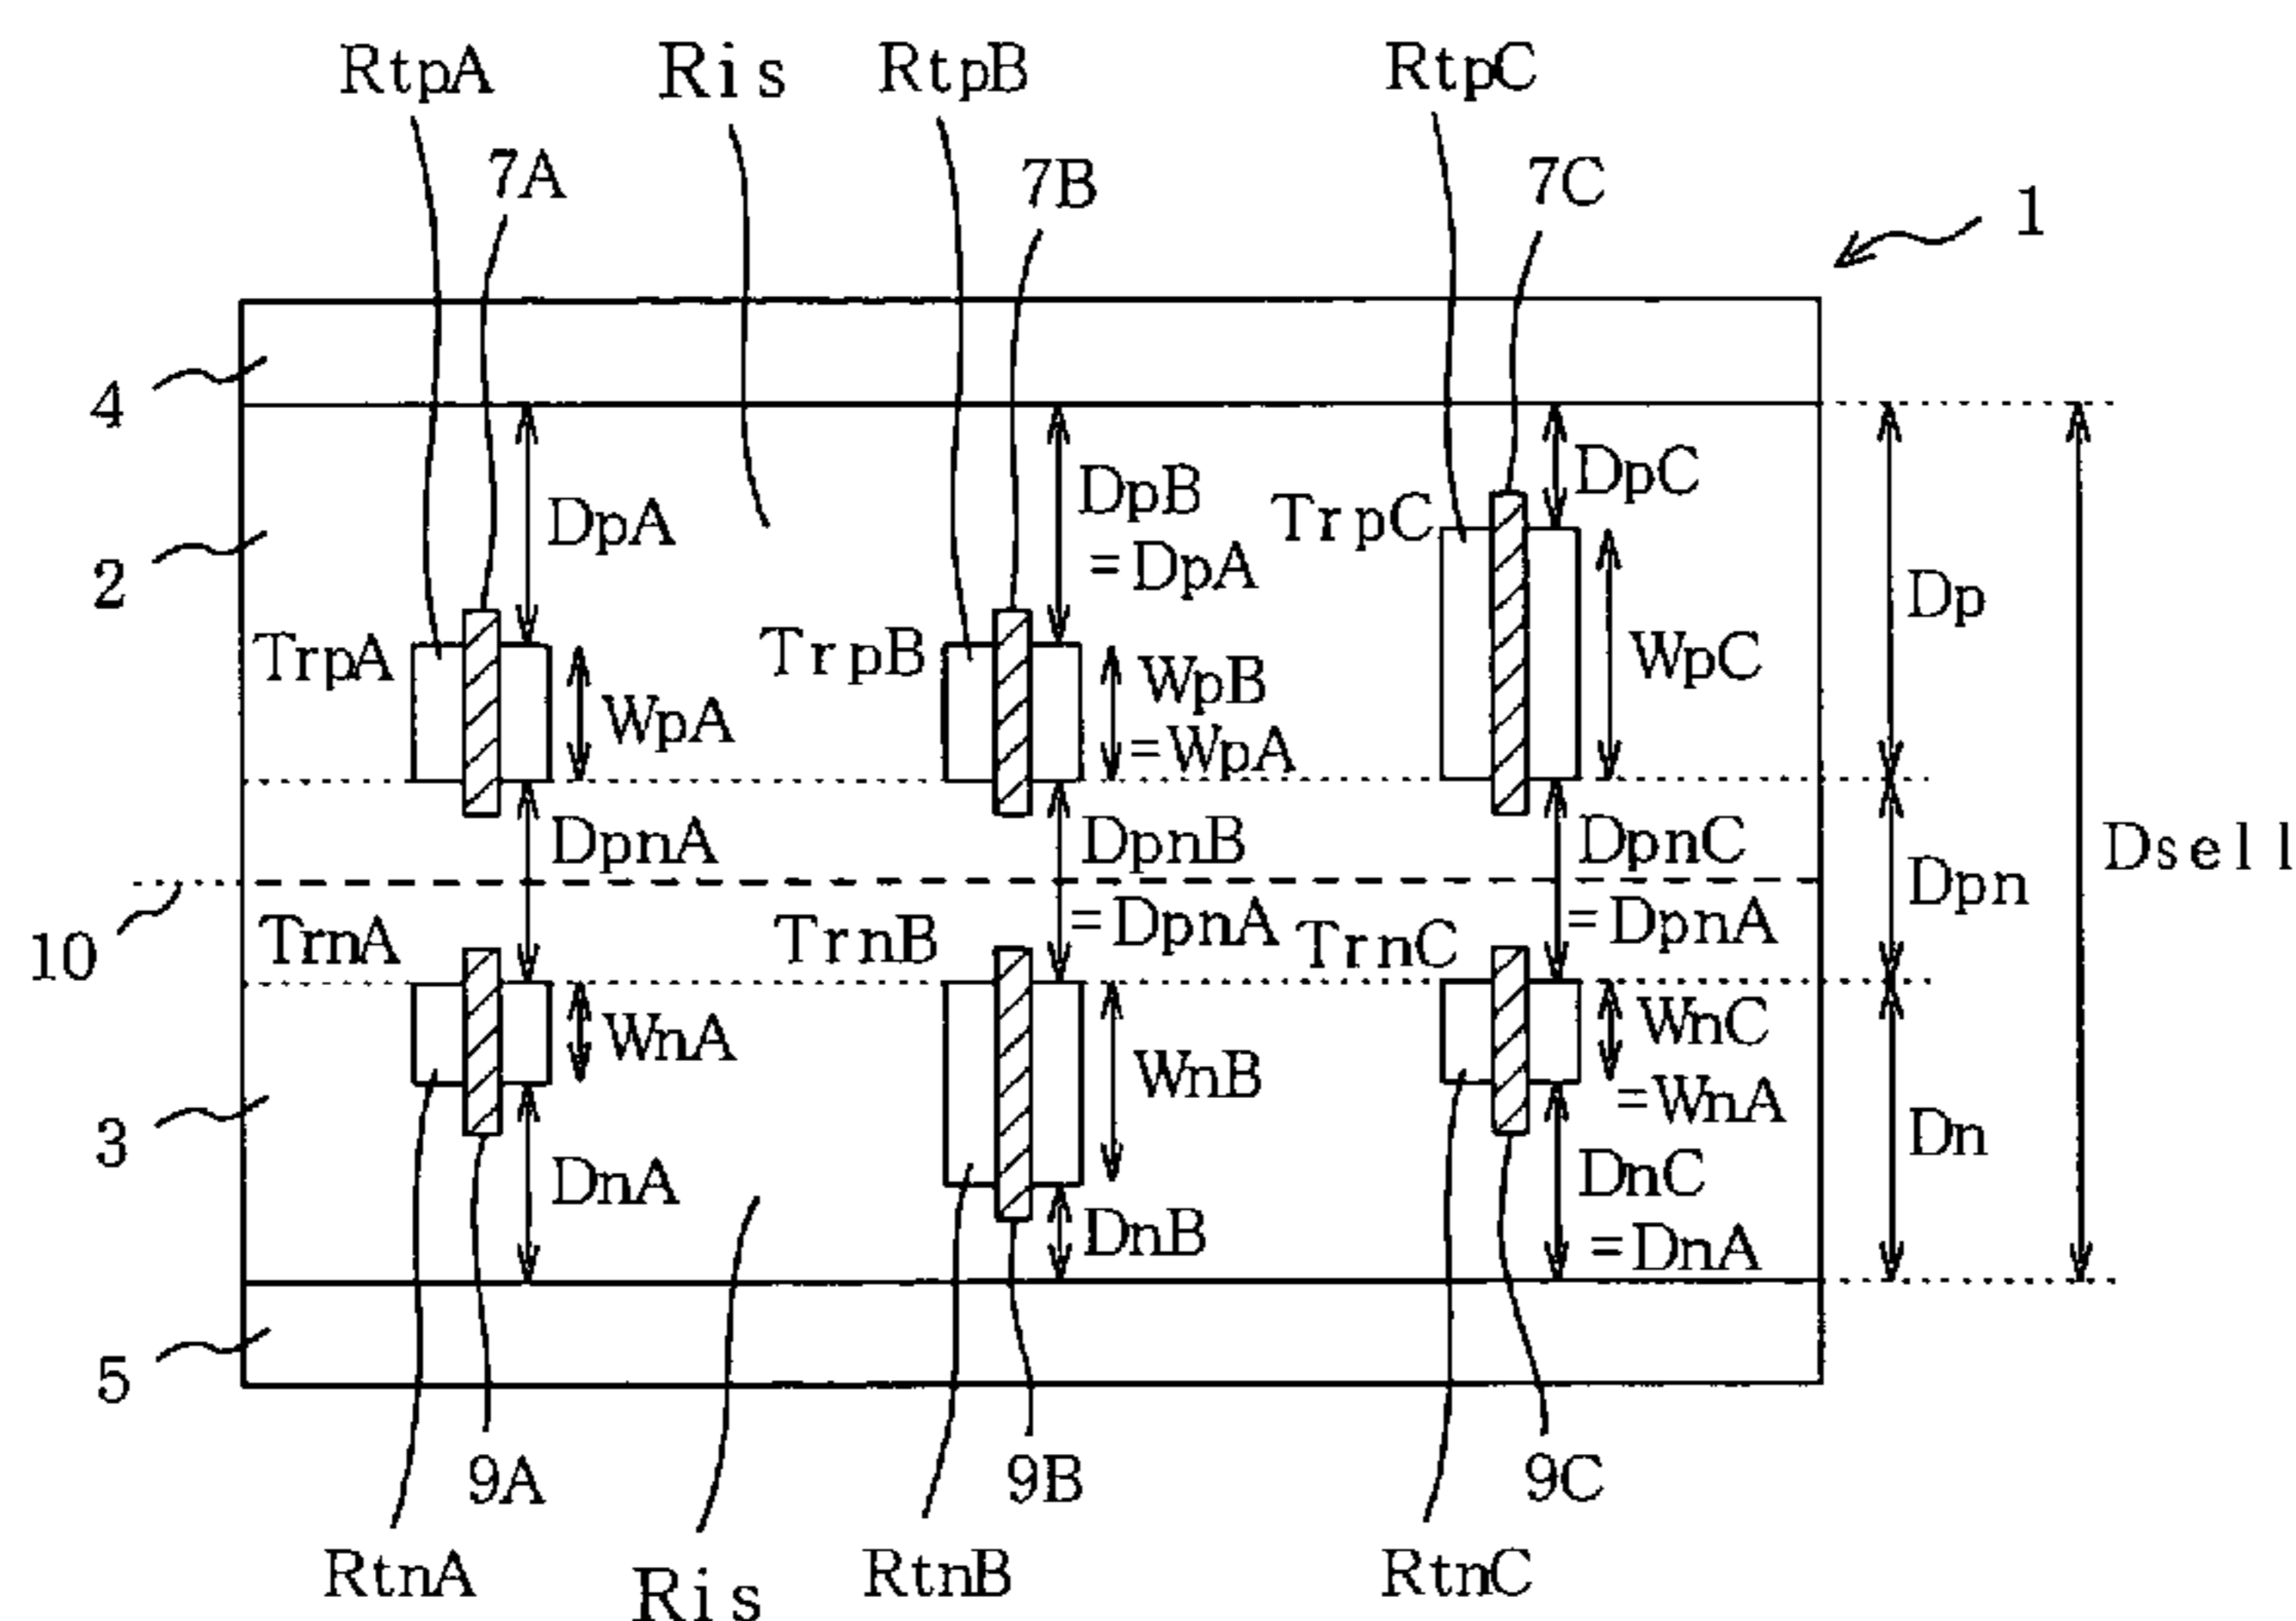 RtpA
Ris
RtpB
RtpC
7A
7B
7C
1
4
DpA
DpB
=DpA
TrpC
DpC
2
Dp
TrpA
TrpB
WpA
WpB
=WpA
WpC
DpnA
DpnB
DpnC
Dpn
Dsell
10
TrnA
TrnB
=DpnA
TrnC
=DpnA
WnA
WnB
WnC
=WnA
3
Dn
DnA
DnB
DnC
=DnA
5
9A
9B
9C
RtnA
Ris
RtnB
RtnC